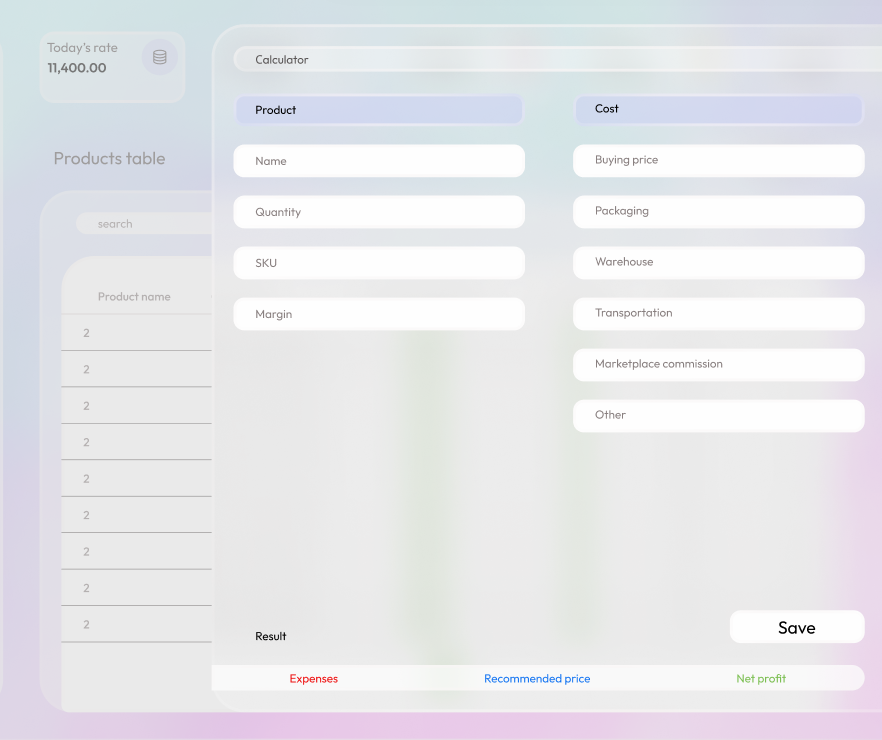 Today's rate
11,400.00
Products table
search
Product name
2
2
2
2
2
2
2
2
2
Calculator
Product
Name
Quantity
SKU
Margin
Cost
Buying price
Packaging
Warehouse
Transportation
Marketplace commission
Other
Result
Save
Expenses
Recommended price
Net profit